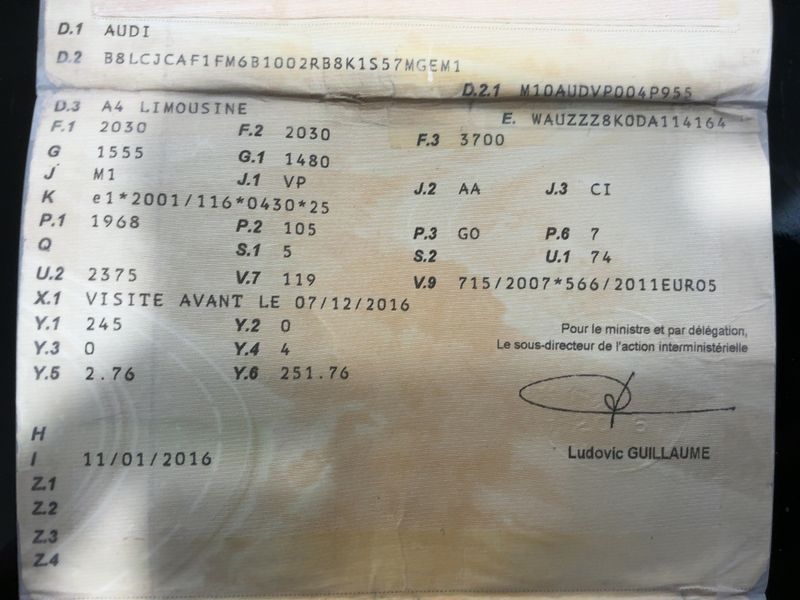 D.1 AUDI
D.2 B8LCJCAF1FM6B1002RB8K1S57MGEM1
D.2.1 M10AUDVP004P955
D.3 A4 LIMOUSINE
E. WAUZZZ8K0DA114164
F.1 2030 F.2 2030 F.3 3700
G 1555 G.1 1480
J M1 J.1 VP J.2 AA J.3 CI
K e1*2001/116*0430*25
P.1 1968 P.2 105 P.3 GO P.6 7
Q S.1 5 S.2 U.1 74
U.2 2375 V.7 119 V.9 715/2007*566/2011EURO5
X.1 VISITE AVANT LE 07/12/2016
Y.1 245 Y.2 0
Y.3 0 Y.4 4
Y.5 2.76 Y.6 251.76
Pour le ministre et par délégation,
Le sous-directeur de l'action interministérielle
H
I 11/01/2016
Ludovic GUILLAUME
Z.1
Z.2
Z.3
Z.4